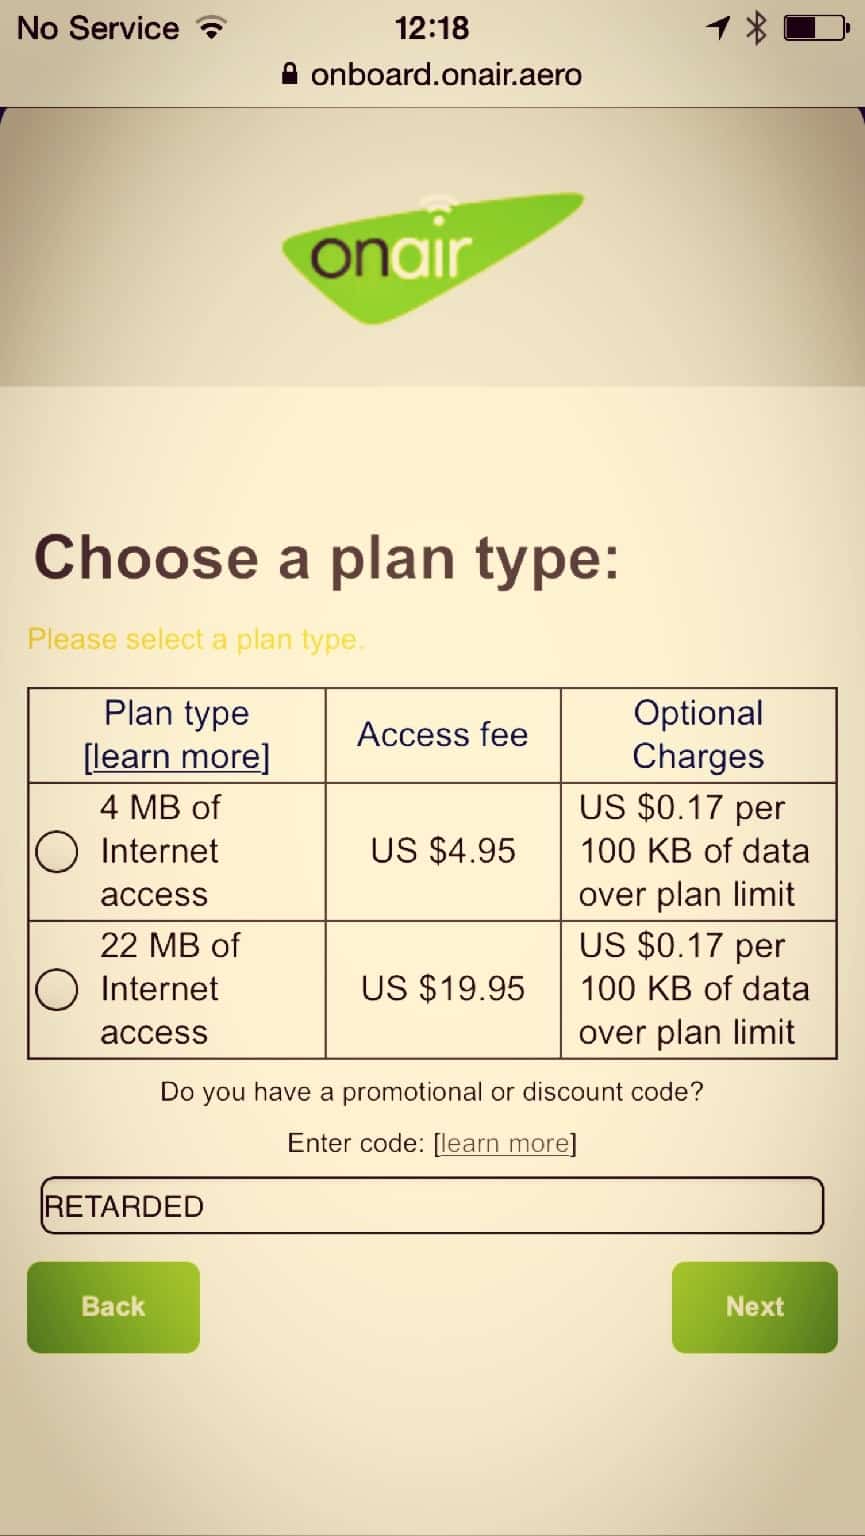 No Service 12:18
onboard.onair.aero
onair
Choose a plan type:
Please select a plan type.
Plan type
[learn more]
Access fee
Optional
Charges
4 MB of
Internet
access
US $4.95
US $0.17 per
100 KB of data
over plan limit
22 MB of
Internet
access
US $19.95
US $0.17 per
100 KB of data
over plan limit
Do you have a promotional or discount code?
Enter code: [learn more]
RETARDED
Back
Next